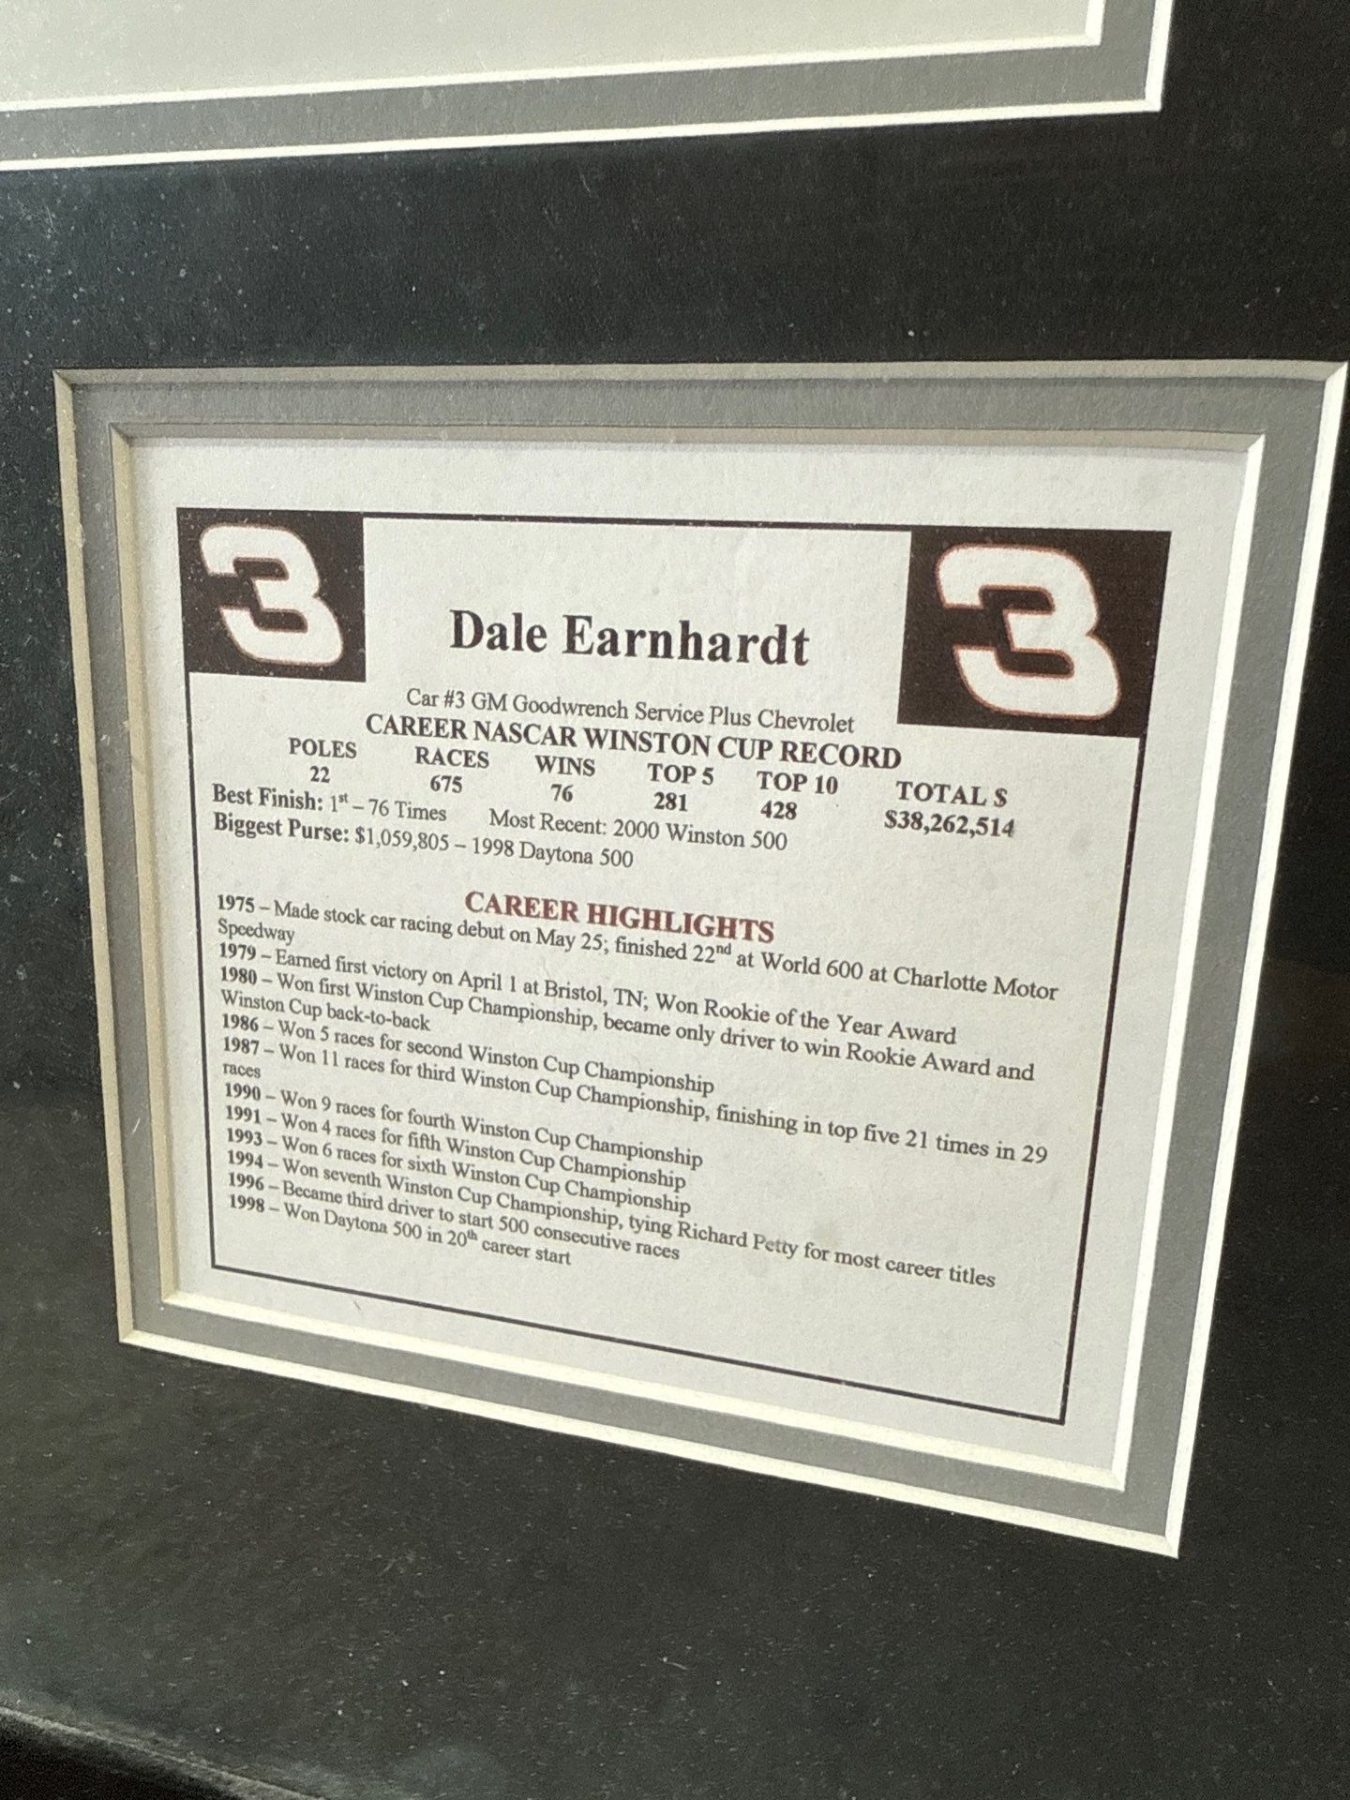 3 3
Dale Earnhardt
Car #3 GM Goodwrench Service Plus Chevrolet
CAREER NASCAR WINSTON CUP RECORD
POLES RACES WINS TOP 5 TOP 10 TOTAL $
22 675 76 281 428 $38,262,514
Best Finish: 1st – 76 Times Most Recent: 2000 Winston 500
Biggest Purse: $1,059,805 – 1998 Daytona 500
CAREER HIGHLIGHTS
1975 – Made stock car racing debut on May 25; finished 22nd at World 600 at Charlotte Motor
Speedway
1979 – Earned first victory on April 1 at Bristol, TN; Won Rookie of the Year Award
1980 – Won first Winston Cup Championship, became only driver to win Rookie Award and
Winston Cup back-to-back
1986 – Won 5 races for second Winston Cup Championship
1987 – Won 11 races for third Winston Cup Championship, finishing in top five 21 times in 29
races
1990 – Won 9 races for fourth Winston Cup Championship
1991 – Won 4 races for fifth Winston Cup Championship
1993 – Won 6 races for sixth Winston Cup Championship
1994 – Won seventh Winston Cup Championship, tying Richard Petty for most career titles
1996 – Became third driver to start 500 consecutive races
1998 – Won Daytona 500 in 20th career start